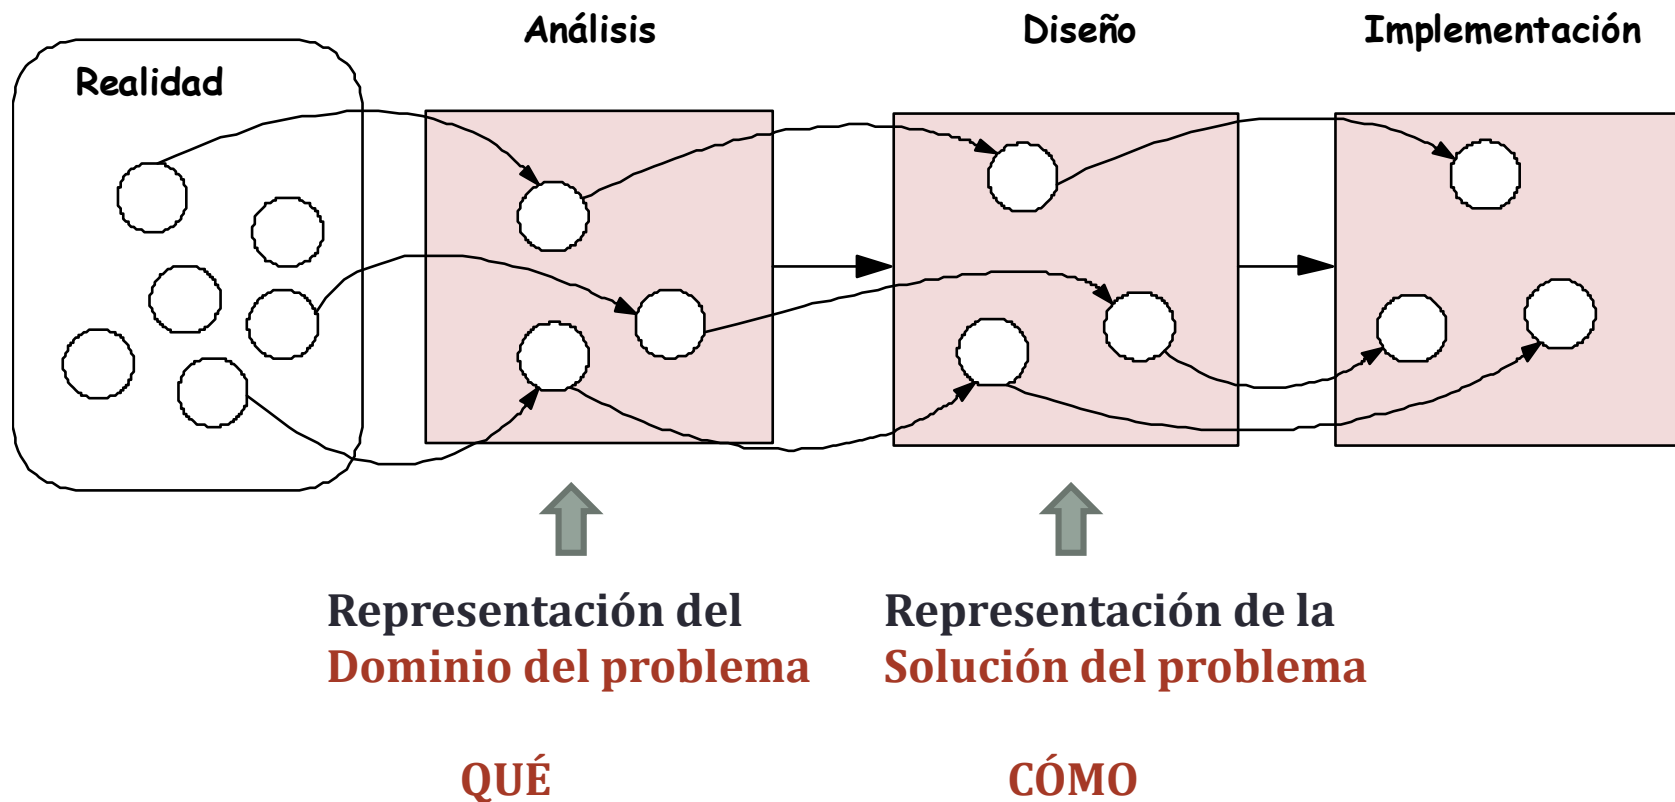 Análisis
Diseño
Implementación
Realidad
Representación del
Dominio del problema
Representación de la
Solución del problema
QUÉ
CÓMO